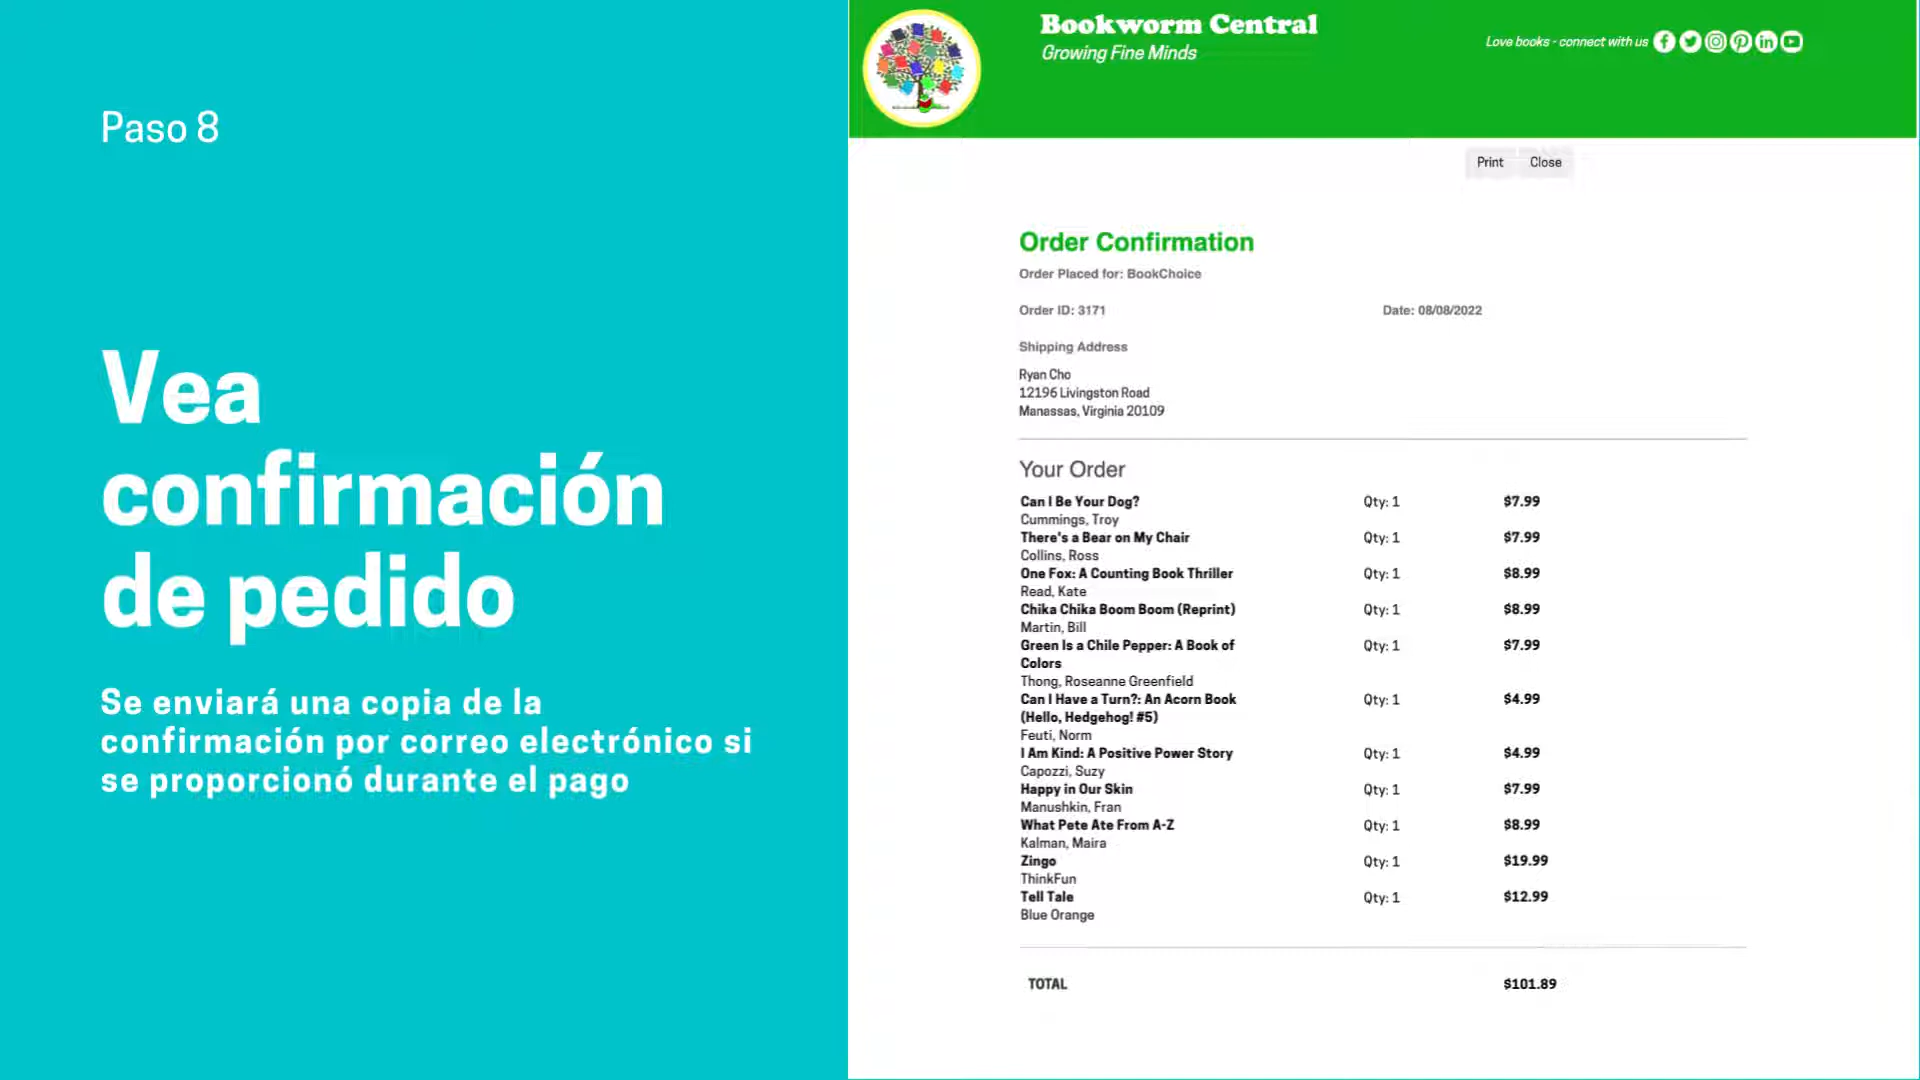 Paso 8
Vea
confirmación
de pedido
Se enviará una copia de la
confirmación por correo electrónico si
se proporcionó durante el pago
Bookworm Central
Growing Fine Minds
Love books - connect with us
Print Close
Order Confirmation
Order Placed for: BookChoice
Order ID: 3171 Date: 08/08/2022
Shipping Address
Ryan Cho
12196 Livingston Road
Manassas, Virginia 20109
Your Order
Can I Be Your Dog? Qty: 1 $7.99
Cummings, Troy
There's a Bear on My Chair Qty: 1 $7.99
Collins, Ross
One Fox: A Counting Book Thriller Qty: 1 $8.99
Read, Kate
Chika Chika Boom Boom (Reprint) Qty: 1 $8.99
Martin, Bill
Green Is a Chile Pepper: A Book of Qty: 1 $7.99
Colors
Thong, Roseanne Greenfield
Can I Have a Turn?: An Acorn Book Qty: 1 $4.99
(Hello, Hedgehog! #5)
Feuti, Norm
I Am Kind: A Positive Power Story Qty: 1 $4.99
Capozzi, Suzy
Happy in Our Skin Qty: 1 $7.99
Manushkin, Fran
What Pete Ate From A-Z Qty: 1 $8.99
Kalman, Maira
Zingo Qty: 1 $19.99
ThinkFun
Tell Tale Qty: 1 $12.99
Blue Orange
TOTAL $101.89